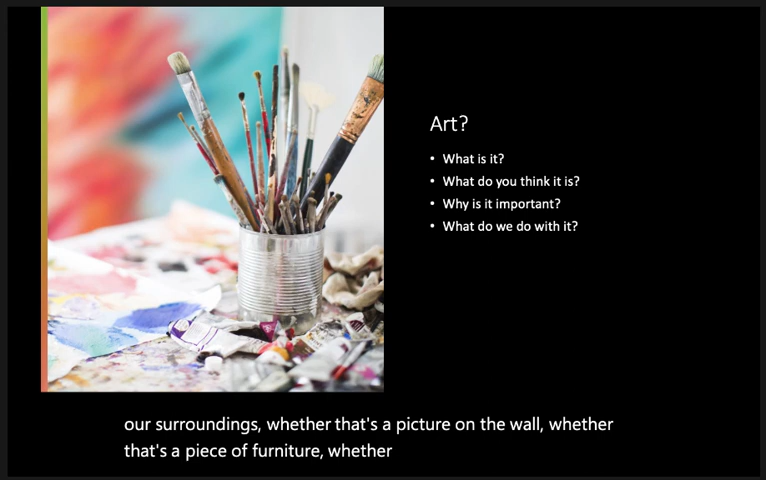 Art?
• What is it?
• What do you think it is?
• Why is it important?
• What do we do with it?
our surroundings, whether that's a picture on the wall, whether
that's a piece of furniture, whether